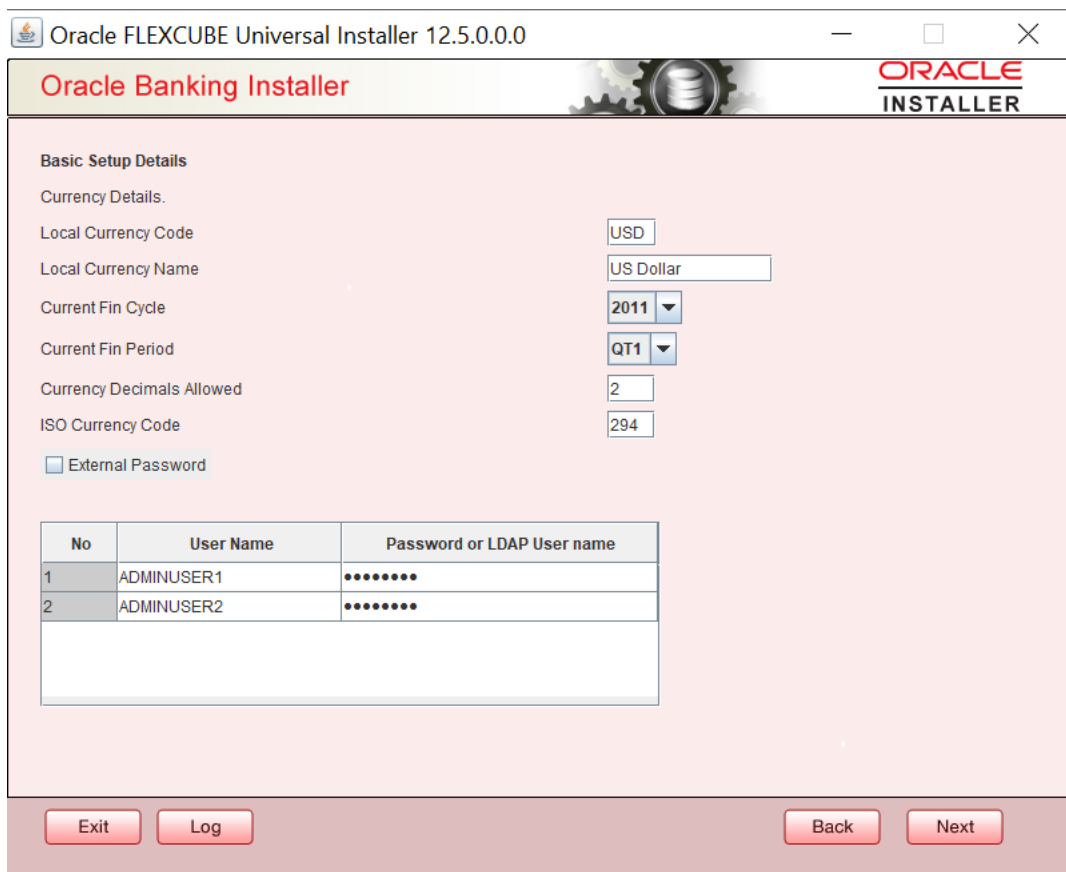 Oracle FLEXCUBE Universal Installer 12.5.0.0.0
Oracle Banking Installer
ORACLE
INSTALLER
Basic Setup Details
Currency Details.
Local Currency Code USD
Local Currency Name US Dollar
Current Fin Cycle 2011
Current Fin Period QT1
Currency Decimals Allowed 2
ISO Currency Code 294
External Password
No User Name Password or LDAP User name
1 ADMINUSER1 ••••••••
2 ADMINUSER2 ••••••••
Exit Log Back Next